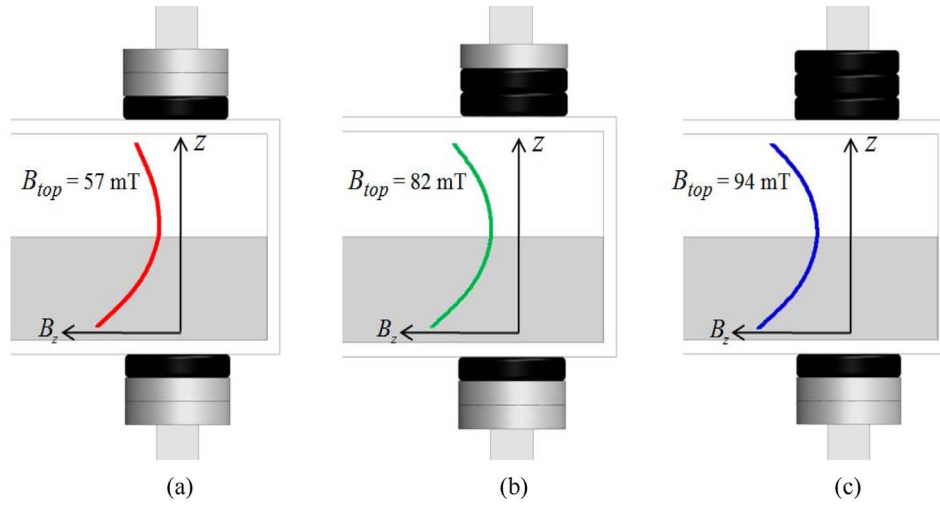 z
B_top = 57 mT
B_z
(a)
z
B_top = 82 mT
B_z
(b)
z
B_top = 94 mT
B_z
(c)